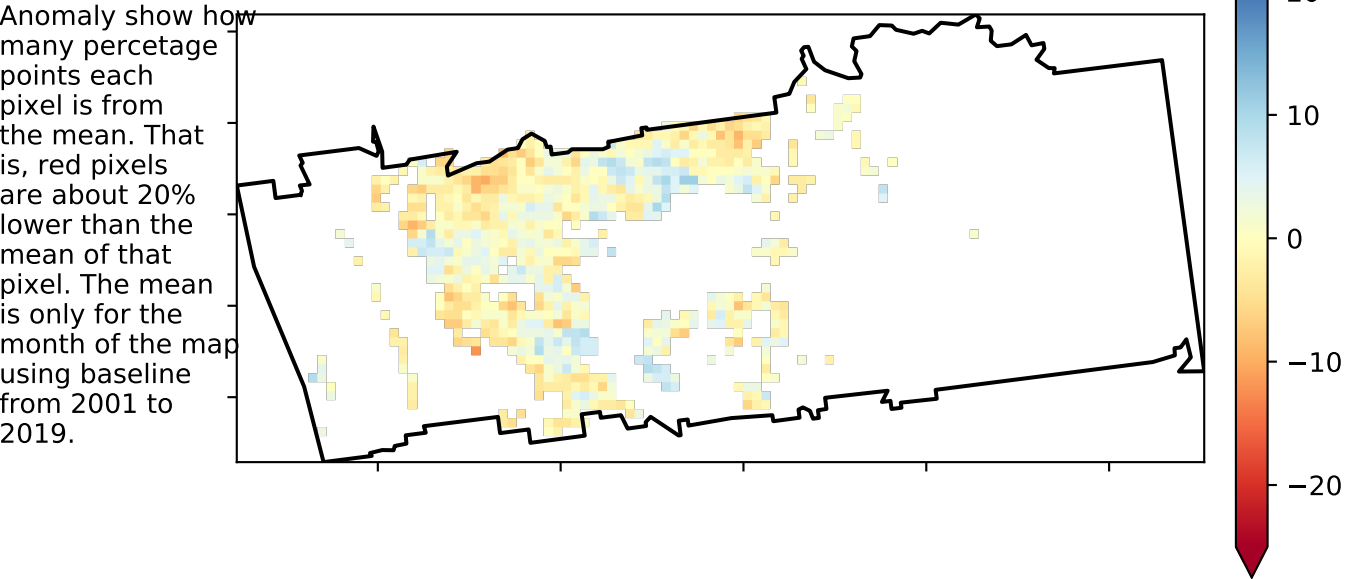 Anomaly show how
many percetage
points each
pixel is from
the mean. That
is, red pixels
are about 20%
lower than the
mean of that
pixel. The mean
is only for the
month of the map
using baseline
from 2001 to
2019.
10
0
−10
−20